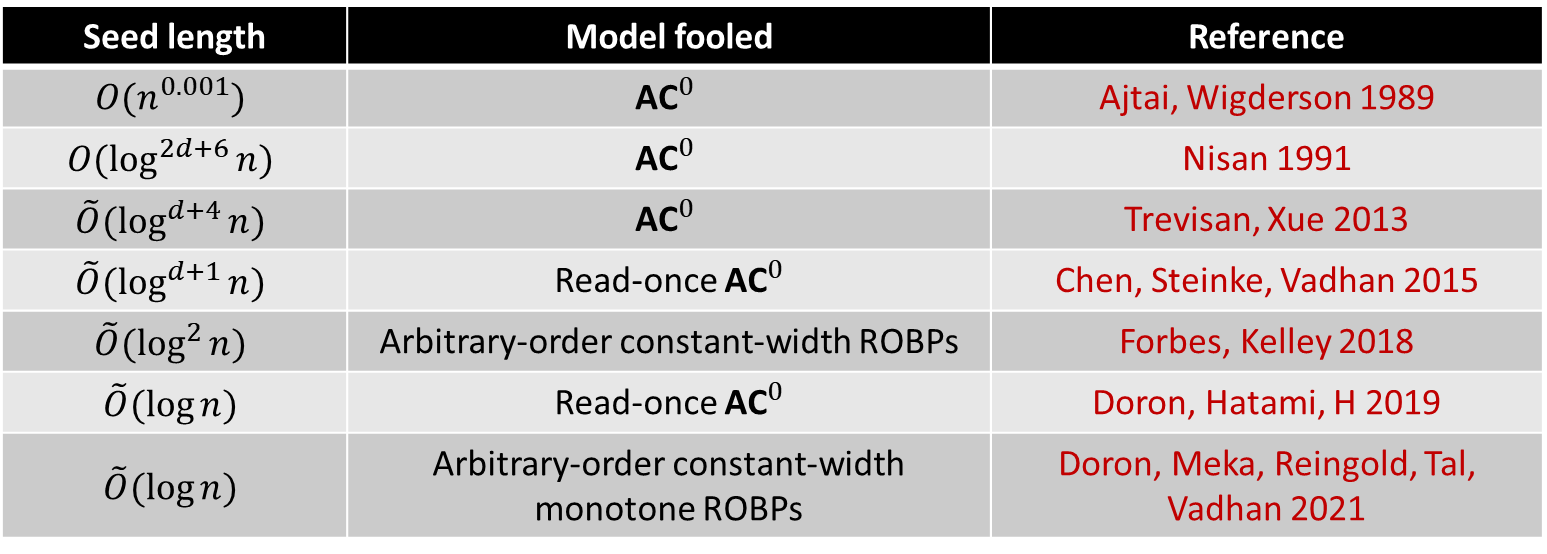 Seed length Model fooled Reference
O(n^0.001) AC^0 Ajtai, Wigderson 1989
O(log^{2d+6} n) AC^0 Nisan 1991
Õ(log^{d+4} n) AC^0 Trevisan, Xue 2013
Õ(log^{d+1} n) Read-once AC^0 Chen, Steinke, Vadhan 2015
Õ(log^2 n) Arbitrary-order constant-width ROBPs Forbes, Kelley 2018
Õ(log n) Read-once AC^0 Doron, Hatami, H 2019
Õ(log n) Arbitrary-order constant-width
monotone ROBPs
Doron, Meka, Reingold, Tal,
Vadhan 2021